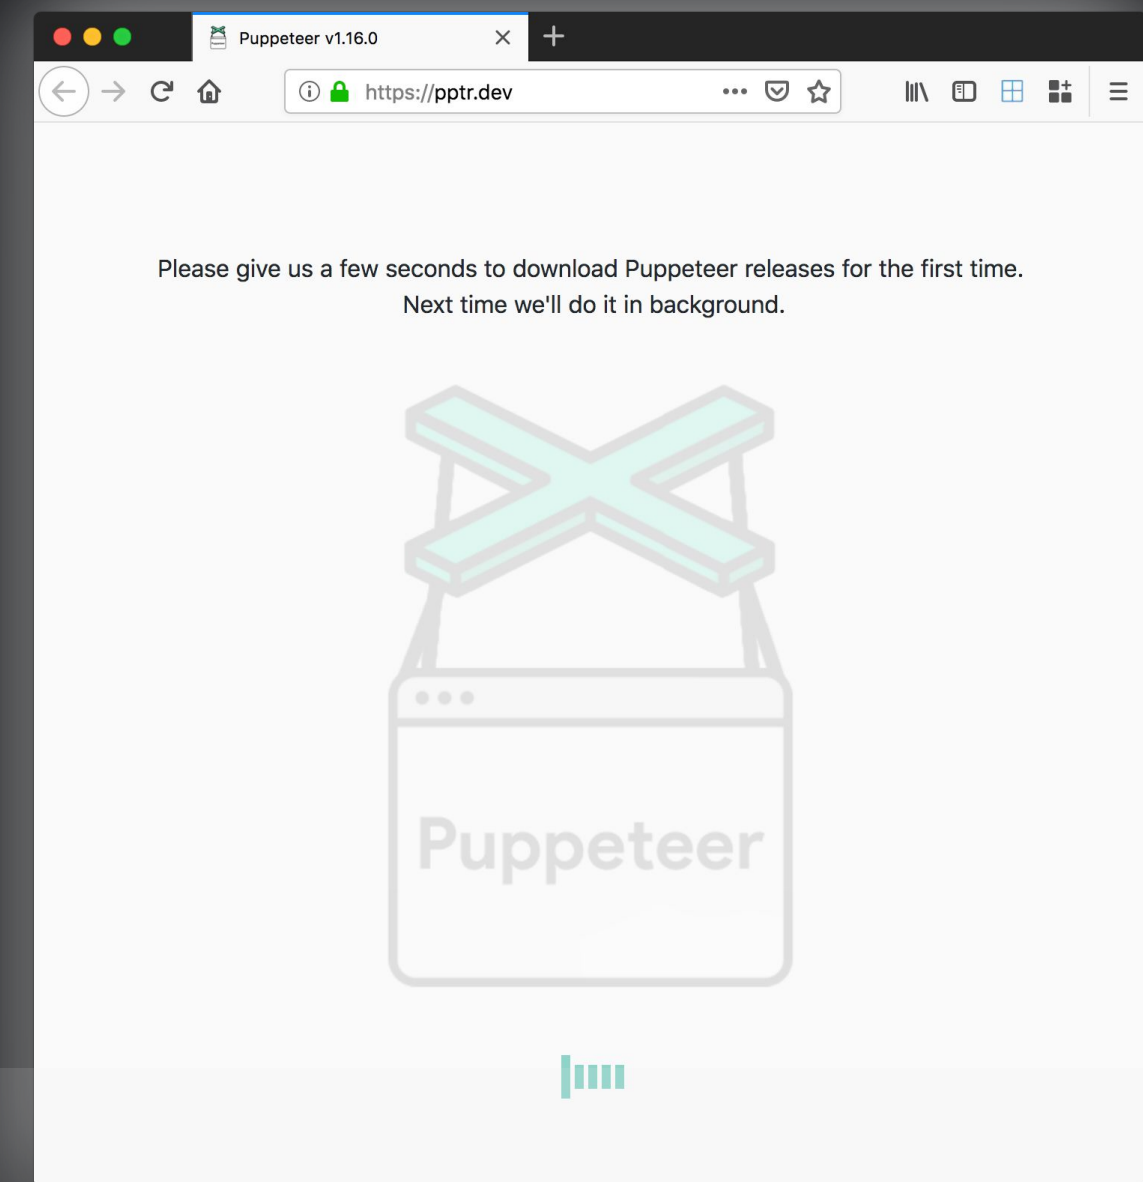 Puppeteer v1.16.0
https://pptr.dev
Please give us a few seconds to download Puppeteer releases for the first time.
Next time we'll do it in background.
Puppeteer